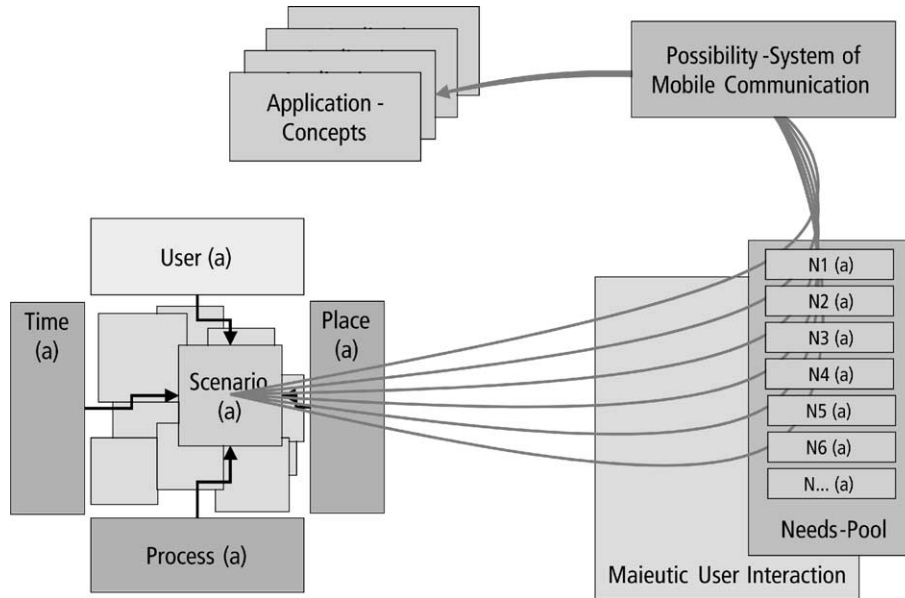 Possibility-System of
Mobile Communication
Application-
Concepts
User (a)
Time
(a)
Place
(a)
Scenario
(a)
Process (a)
N1 (a)
N2 (a)
N3 (a)
N4 (a)
N5 (a)
N6 (a)
N... (a)
Needs-Pool
Maieutic User Interaction